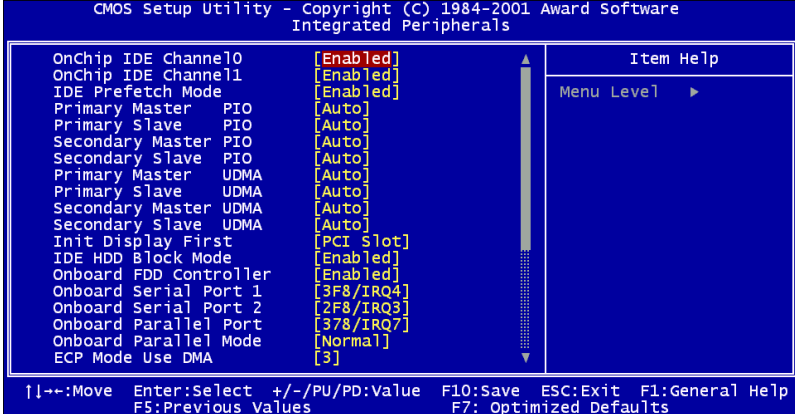 CMOS Setup Utility – Copyright (C) 1984-2001 Award Software
Integrated Peripherals
OnChip IDE Channel0 [Enabled]
OnChip IDE Channel1 [Enabled]
IDE Prefetch Mode [Enabled]
Primary Master PIO [Auto]
Primary Slave PIO [Auto]
Secondary Master PIO [Auto]
Secondary Slave PIO [Auto]
Primary Master UDMA [Auto]
Primary Slave UDMA [Auto]
Secondary Master UDMA [Auto]
Secondary Slave UDMA [Auto]
Init Display First [PCI Slot]
IDE HDD Block Mode [Enabled]
Onboard FDD Controller [Enabled]
Onboard Serial Port 1 [3F8/IRQ4]
Onboard Serial Port 2 [2F8/IRQ3]
Onboard Parallel Port [378/IRQ7]
Onboard Parallel Mode [Normal]
ECP Mode Use DMA [3]
Item Help
Menu Level ▶
↑↓→←:Move Enter:Select +/-/PU/PD:Value F10:Save ESC:Exit F1:General Help
F5:Previous Values F7: Optimized Defaults